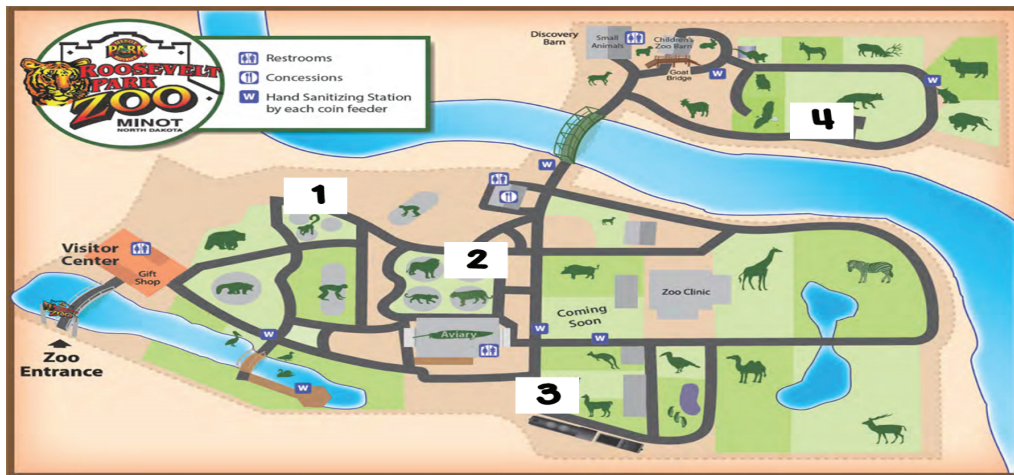 ROOSEVELT
PARK
ZOO
MINOT
NORTH DAKOTA
Restrooms
Concessions
W Hand Sanitizing Station
by each coin feeder
Discovery
Barn
Small
Animals
Children's
Zoo Barn
Goat
Bridge
W
W
4
W
1
2
Visitor
Center
Gift
Shop
Zoo Clinic
Coming
Soon
Zoo
Entrance
W
Aviary
W
W
W
3